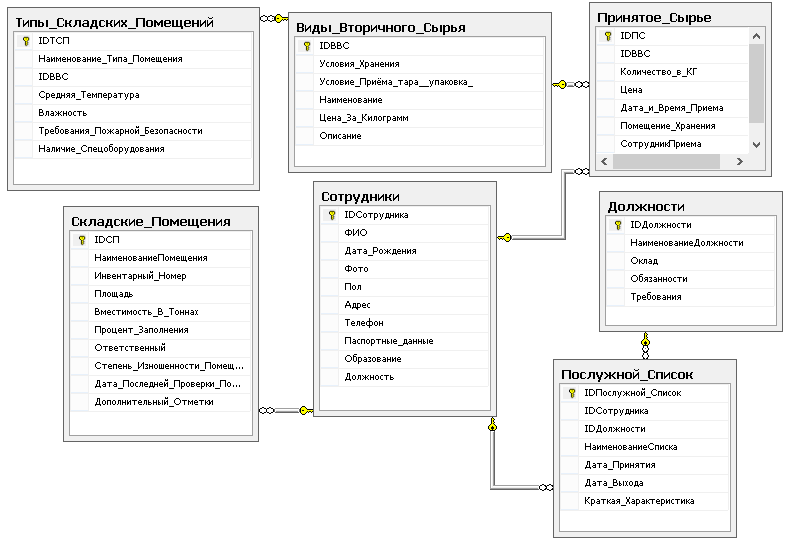 Типы_Складских_Помещений
IDТСП
Наименование_Типа_Помещения
IDВВС
Средняя_Температура
Влажность
Требования_Пожарной_Безопасности
Наличие_Спецоборудования
Виды_Вторичного_Сырья
IDВВС
Условия_Хранения
Условие_Приёма_тара__упаковка_
Наименование
Цена_За_Килограмм
Описание
Принятое_Сырье
IDПС
IDВВС
Количество_в_КГ
Цена
Дата_и_Время_Приема
Помещение_Хранения
СотрудникПриема
Складские_Помещения
IDСП
НаименованиеПомещения
Инвентарный_Номер
Площадь
Вместимость_В_Тоннах
Процент_Заполнения
Ответственный
Степень_Изношенности_Помещ...
Дата_Последней_Проверки_По...
Дополнительный_Отметки
Сотрудники
IDСотрудника
ФИО
Дата_Рождения
Фото
Пол
Адрес
Телефон
Паспортные_данные
Образование
Должность
Должности
IDДолжности
НаименованиеДолжности
Оклад
Обязанности
Требования
Послужной_Список
IDПослужной_Список
IDСотрудника
IDДолжности
НаименованиеСписка
Дата_Принятия
Дата_Выхода
Краткая_Характеристика